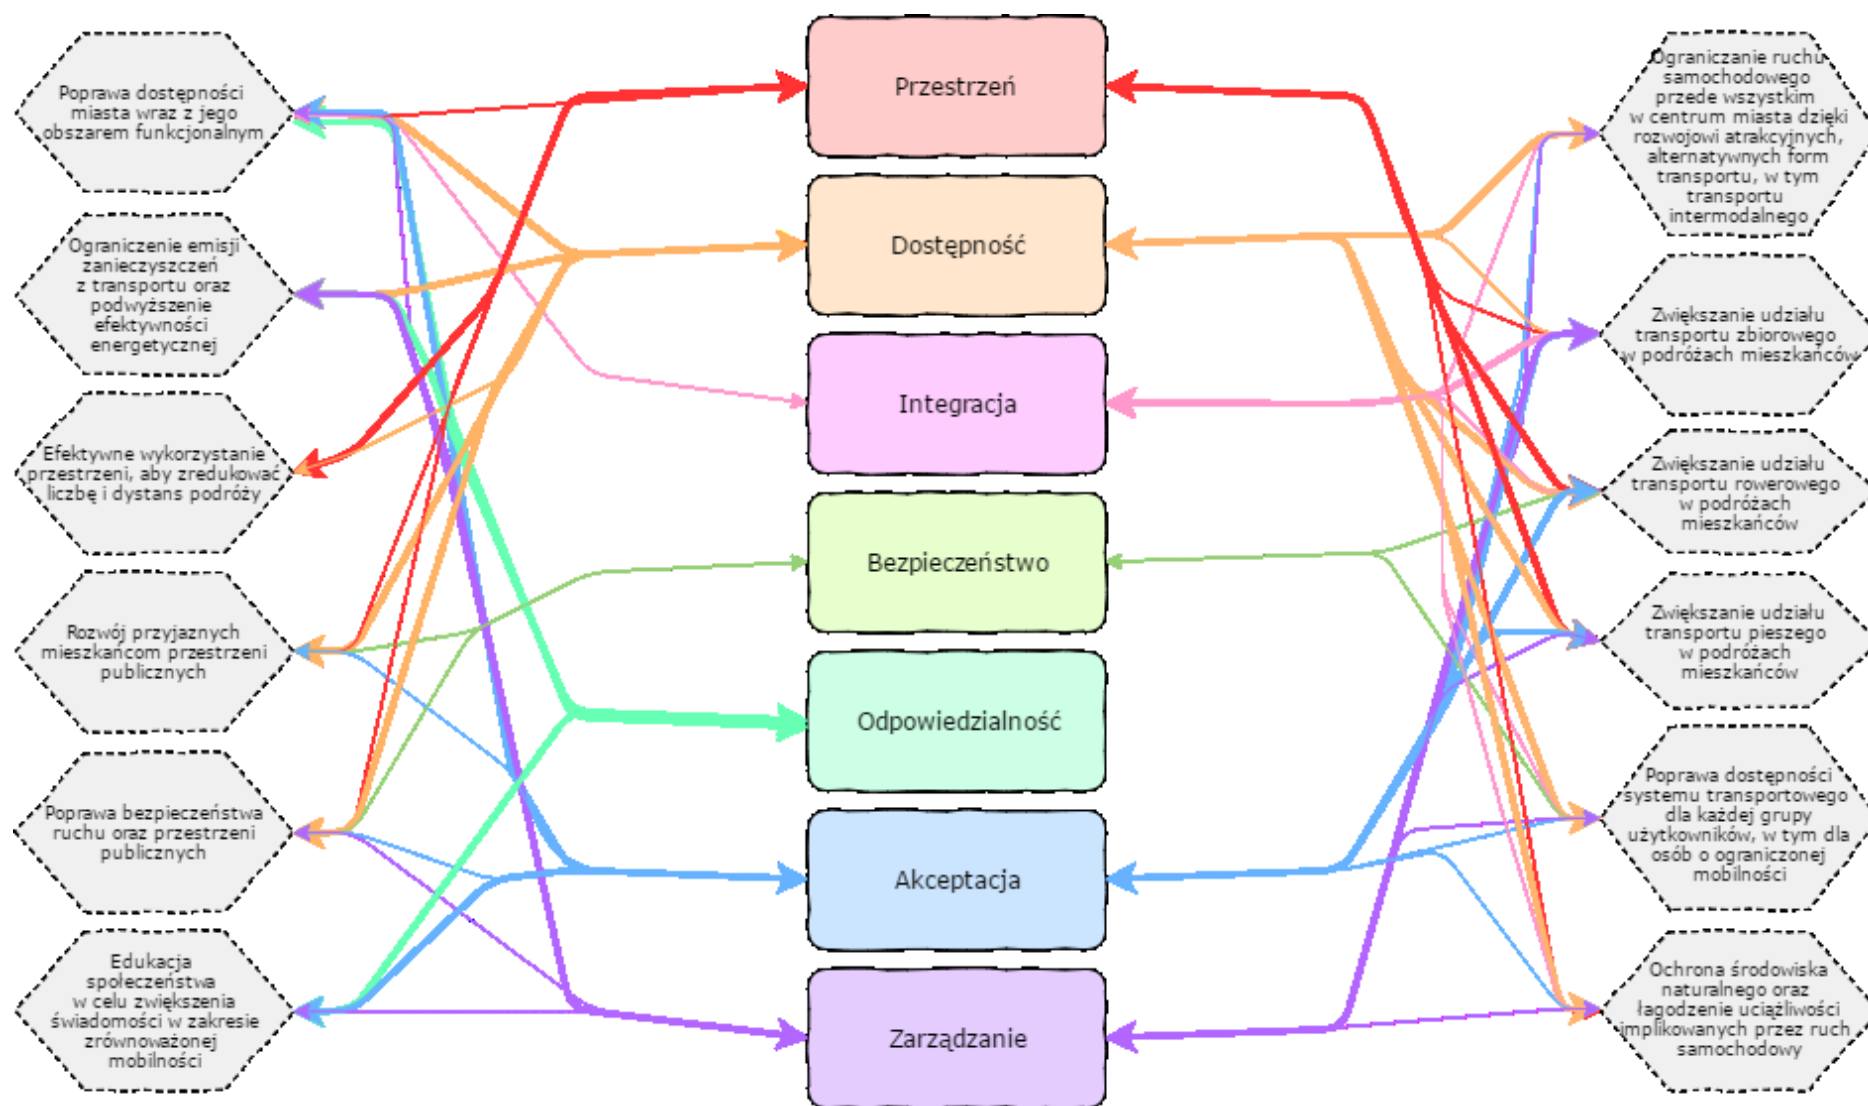 Poprawa dostępności
miasta wraz z jego
obszarem funkcjonalnym
Ograniczenie emisji
zanieczyszczeń
z transportu oraz
podwyższenie
efektywności
energetycznej
Efektywne wykorzystanie
przestrzeni, aby zredukować
liczbę i dystans podróży
Rozwój przyjaznych
mieszkańcom przestrzeni
publicznych
Poprawa bezpieczeństwa
ruchu oraz przestrzeni
publicznych
Edukacja
społeczeństwa
w celu zwiększenia
świadomości w zakresie
zrównoważonej
mobilności
Przestrzeń
Dostępność
Integracja
Bezpieczeństwo
Odpowiedzialność
Akceptacja
Zarządzanie
Ograniczanie ruchu
samochodowego
przede wszystkim
w centrum miasta dzięki
rozwojowi atrakcyjnych,
alternatywnych form
transportu, w tym
transportu
intermodalnego
Zwiększanie udziału
transportu zbiorowego
w podróżach mieszkańców
Zwiększanie udziału
transportu rowerowego
w podróżach
mieszkańców
Zwiększanie udziału
transportu pieszego
w podróżach
mieszkańców
Poprawa dostępności
systemu transportowego
dla każdej grupy
użytkowników, w tym dla
osób o ograniczonej
mobilności
Ochrona środowiska
naturalnego oraz
łagodzenie uciążliwości
implikowanych przez ruch
samochodowy